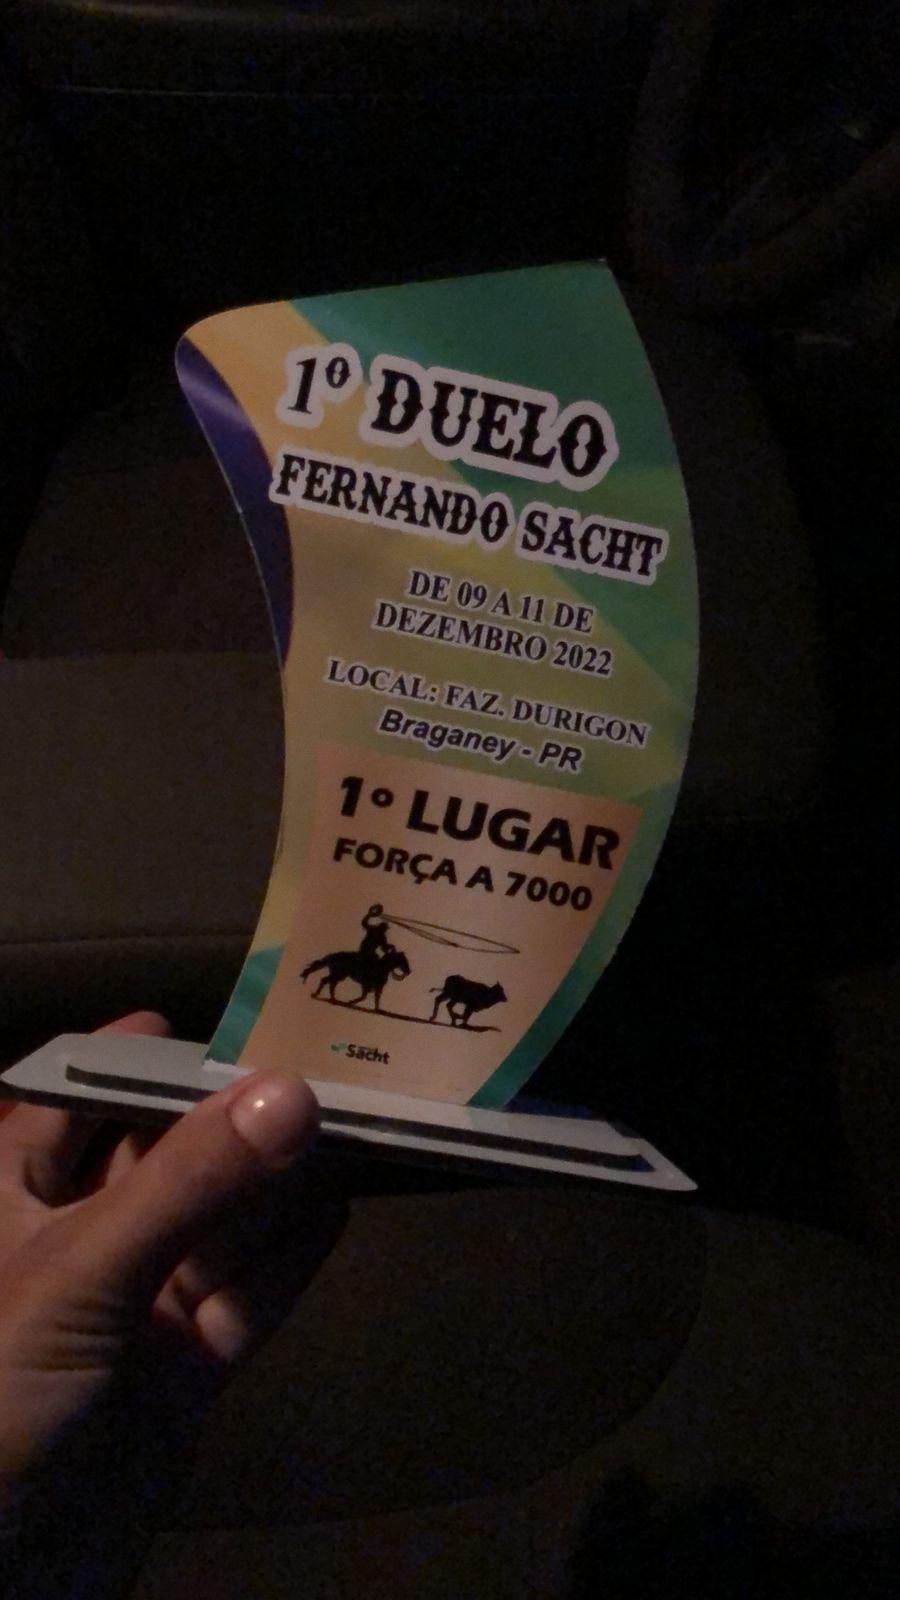 1º DUELO
FERNANDO SACHT
DE 09 A 11 DE
DEZEMBRO 2022
LOCAL: FAZ. DURIGON
Braganey - PR
1º LUGAR
FORÇA A 7000
Sacht